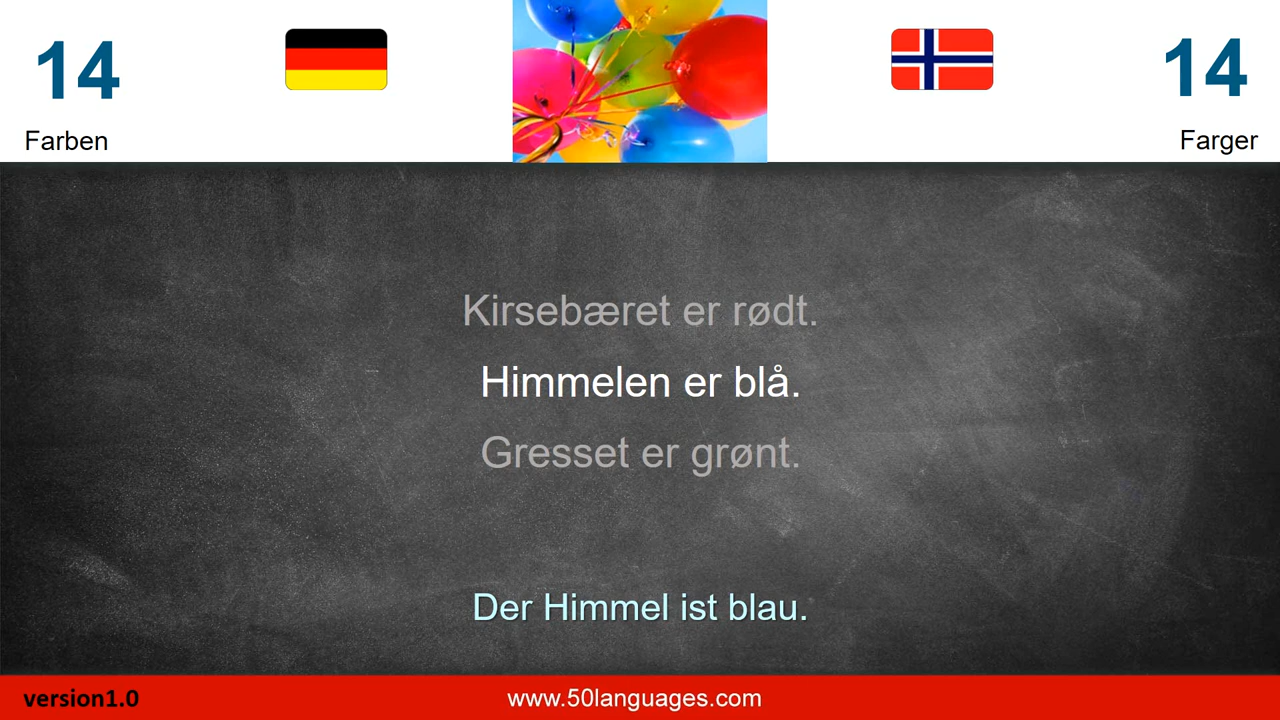 14
14
Farben
Farger
Kirsebæret er rødt.
Himmelen er blå.
Gresset er grønt.
Der Himmel ist blau.
version1.0
www.50languages.com